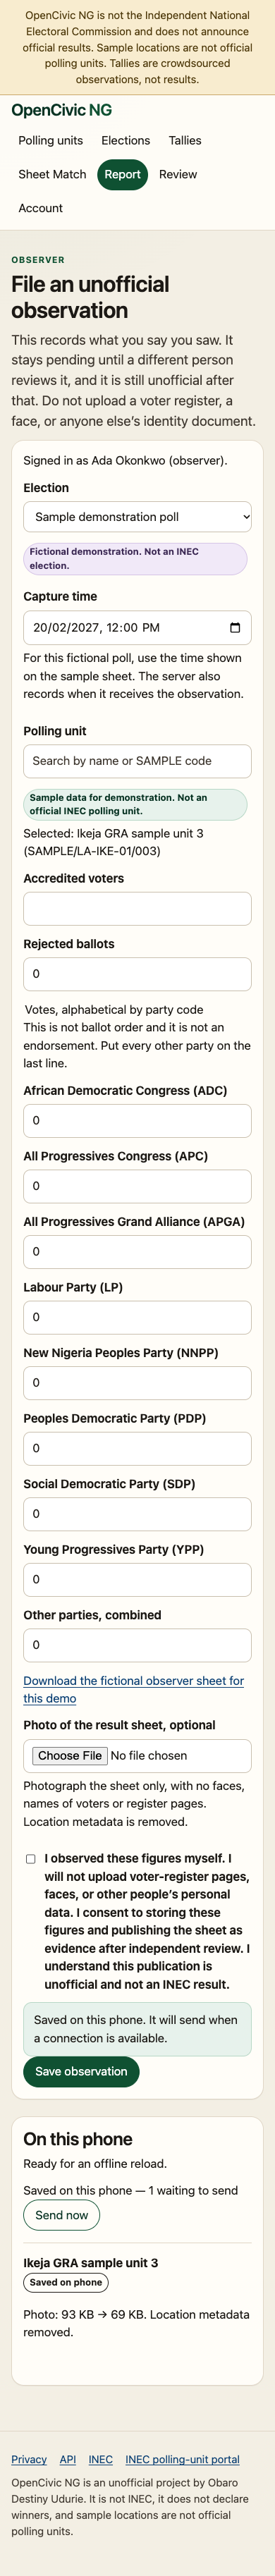 OpenCivic NG is not the Independent National
Electoral Commission and does not announce
official results. Sample locations are not official
polling units. Tallies are crowdsourced
observations, not results.
OpenCivic NG
Polling units Elections Tallies
Sheet Match Report Review
Account
OBSERVER
File an unofficial
observation
This records what you say you saw. It
stays pending until a different person
reviews it, and it is still unofficial after
that. Do not upload a voter register, a
face, or anyone else's identity document.
Signed in as Ada Okonkwo (observer).
Election
Sample demonstration poll
Fictional demonstration. Not an INEC
election.
Capture time
20/02/2027, 12:00 PM
For this fictional poll, use the time shown
on the sample sheet. The server also
records when it receives the observation.
Polling unit
Search by name or SAMPLE code
Sample data for demonstration. Not an
official INEC polling unit.
Selected: Ikeja GRA sample unit 3
(SAMPLE/LA-IKE-01/003)
Accredited voters
Rejected ballots
0
Votes, alphabetical by party code
This is not ballot order and it is not an
endorsement. Put every other party on the
last line.
African Democratic Congress (ADC)
0
All Progressives Congress (APC)
0
All Progressives Grand Alliance (APGA)
0
Labour Party (LP)
0
New Nigeria Peoples Party (NNPP)
0
Peoples Democratic Party (PDP)
0
Social Democratic Party (SDP)
0
Young Progressives Party (YPP)
0
Other parties, combined
0
Download the fictional observer sheet for
this demo
Photo of the result sheet, optional
Choose File No file chosen
Photograph the sheet only, with no faces,
names of voters or register pages.
Location metadata is removed.
I observed these figures myself. I
will not upload voter-register pages,
faces, or other people's personal
data. I consent to storing these
figures and publishing the sheet as
evidence after independent review. I
understand this publication is
unofficial and not an INEC result.
Saved on this phone. It will send when
a connection is available.
Save observation
On this phone
Ready for an offline reload.
Saved on this phone — 1 waiting to send
Send now
Ikeja GRA sample unit 3
Saved on phone
Photo: 93 KB → 69 KB. Location metadata
removed.
Privacy API INEC INEC polling-unit portal
OpenCivic NG is an unofficial project by Obaro
Destiny Udurie. It is not INEC, it does not declare
winners, and sample locations are not official
polling units.